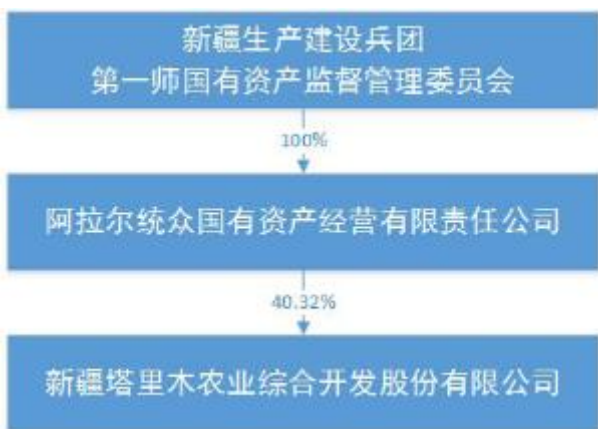 新疆生产建设兵团
第一师国有资产监督管理委员会
100%
阿拉尔统众国有资产经营有限责任公司
40.32%
新疆塔里木农业综合开发股份有限公司